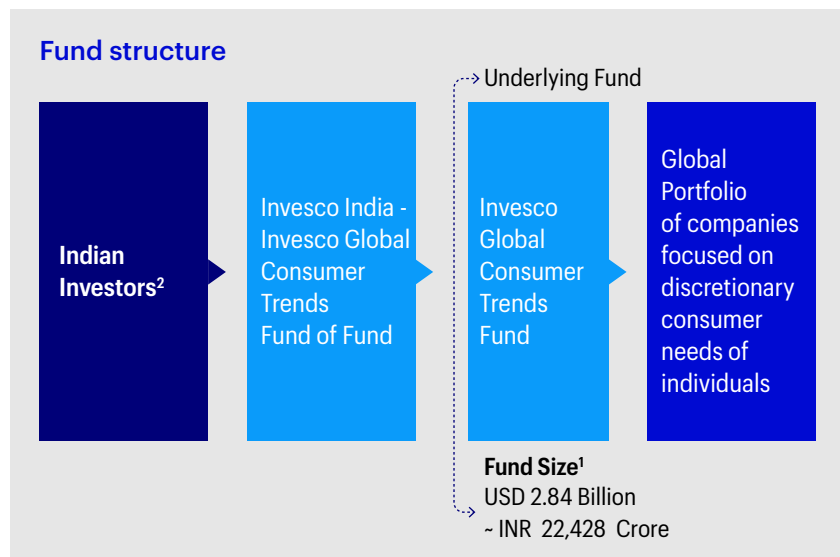 Fund structure
Underlying Fund
Indian
Investors²
Invesco India -
Invesco Global
Consumer
Trends
Fund of Fund
Invesco
Global
Consumer
Trends
Fund
Global
Portfolio
of companies
focused on
discretionary
consumer
needs of
individuals
Fund Size¹
USD 2.84 Billion
~ INR 22,428 Crore